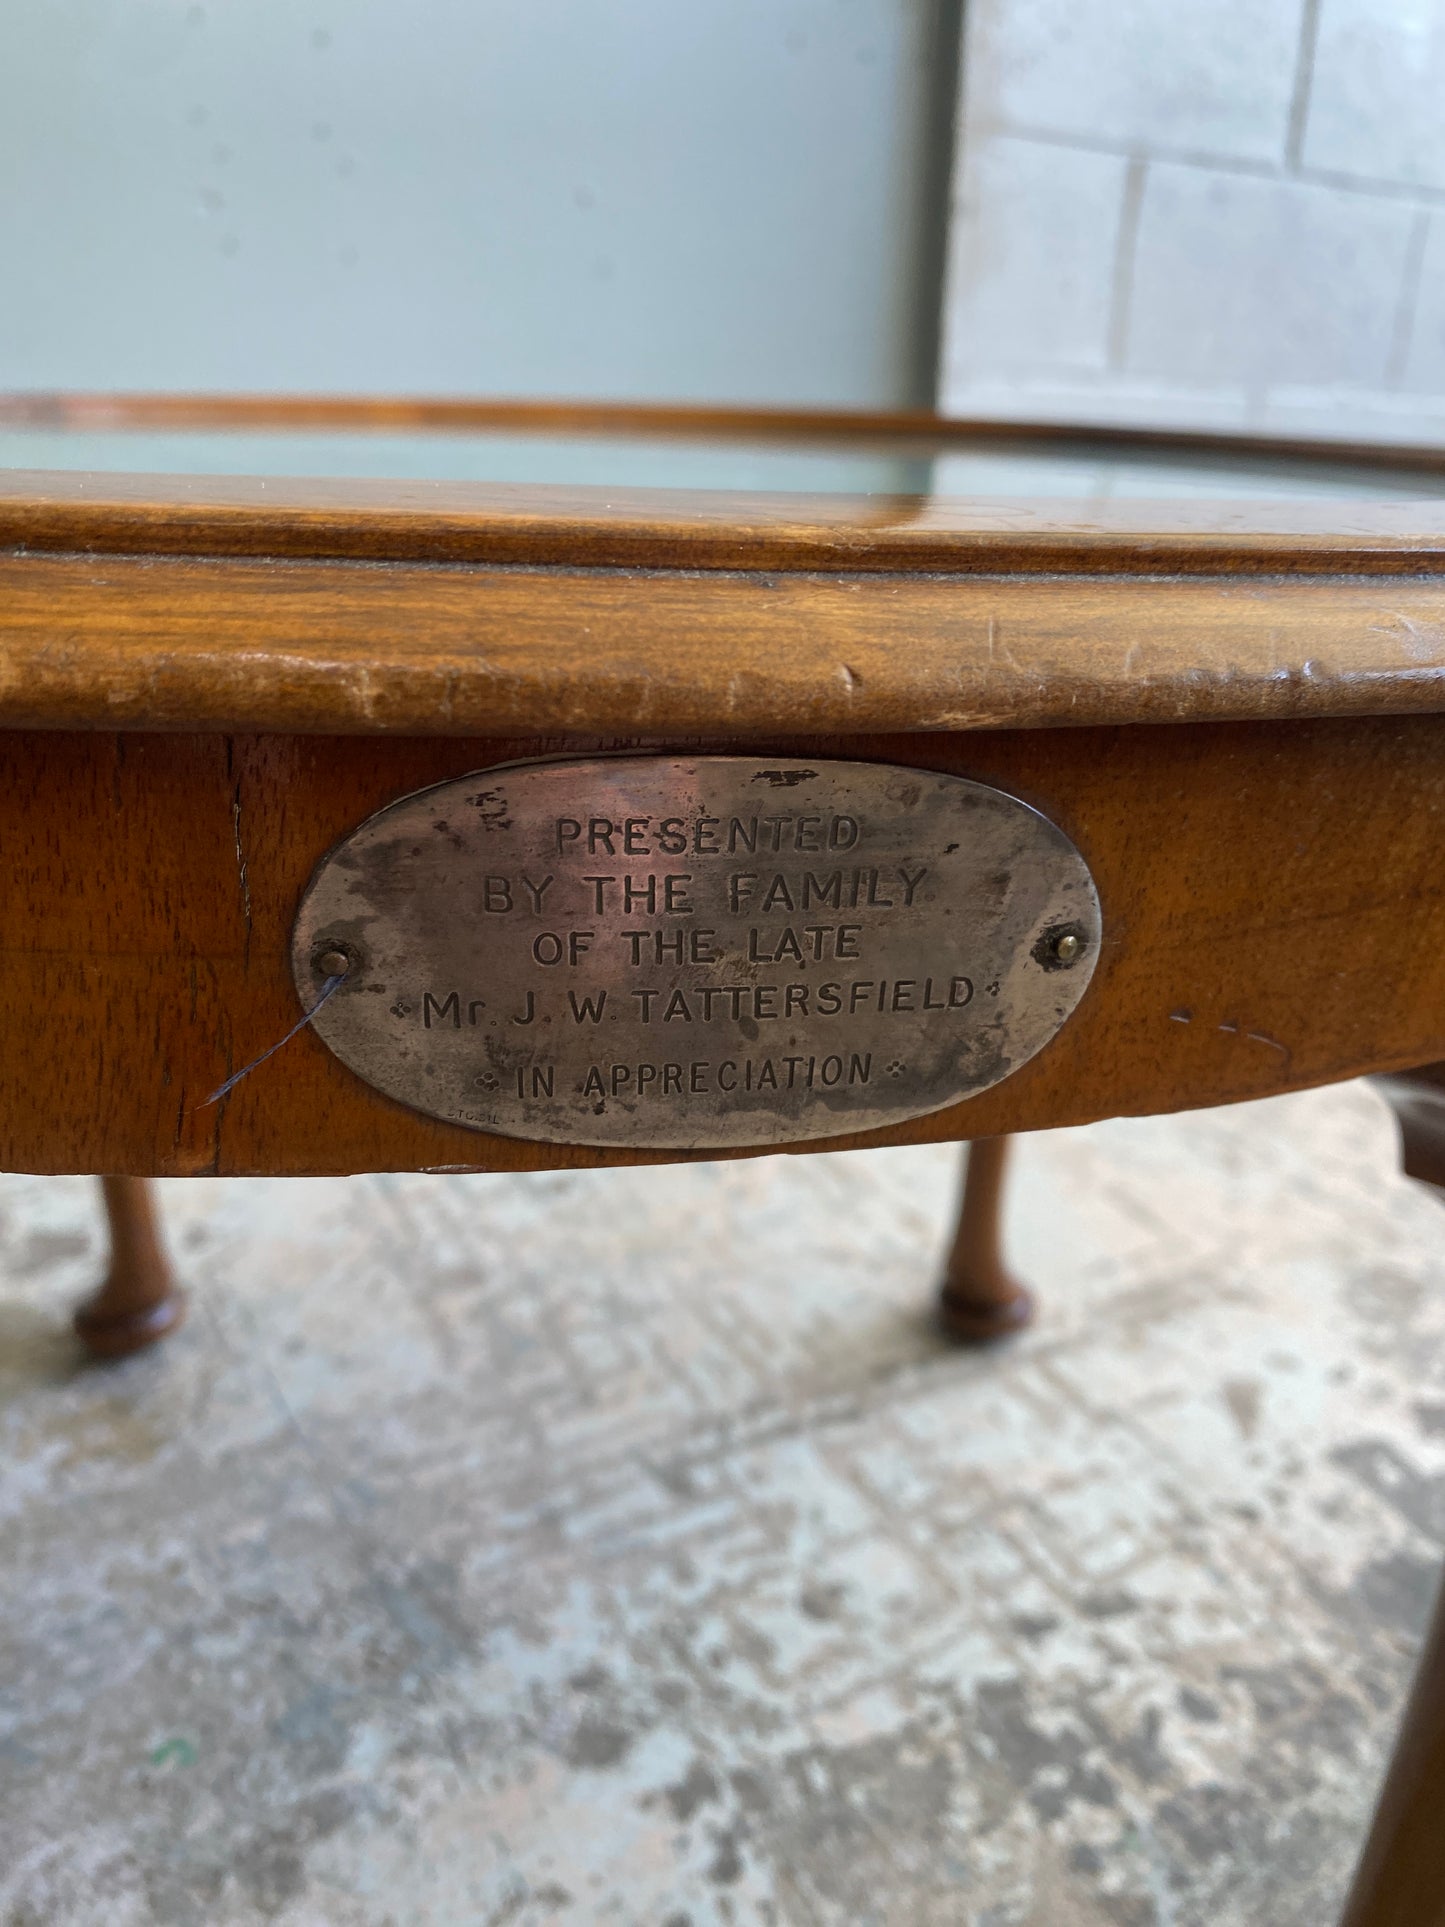 PRESENTED
BY THE FAMILY
OF THE LATE
Mr. J. W. TATTERSFIELD
IN APPRECIATION